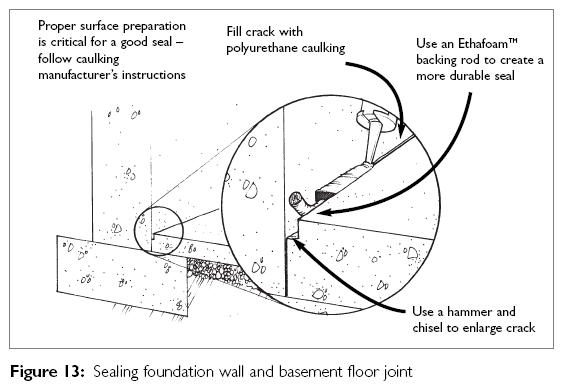 Proper surface preparation
is critical for a good seal –
follow caulking
manufacturer's instructions
Fill crack with
polyurethane caulking
Use an Ethafoam™
backing rod to create a
more durable seal
Use a hammer and
chisel to enlarge crack
Figure 13: Sealing foundation wall and basement floor joint